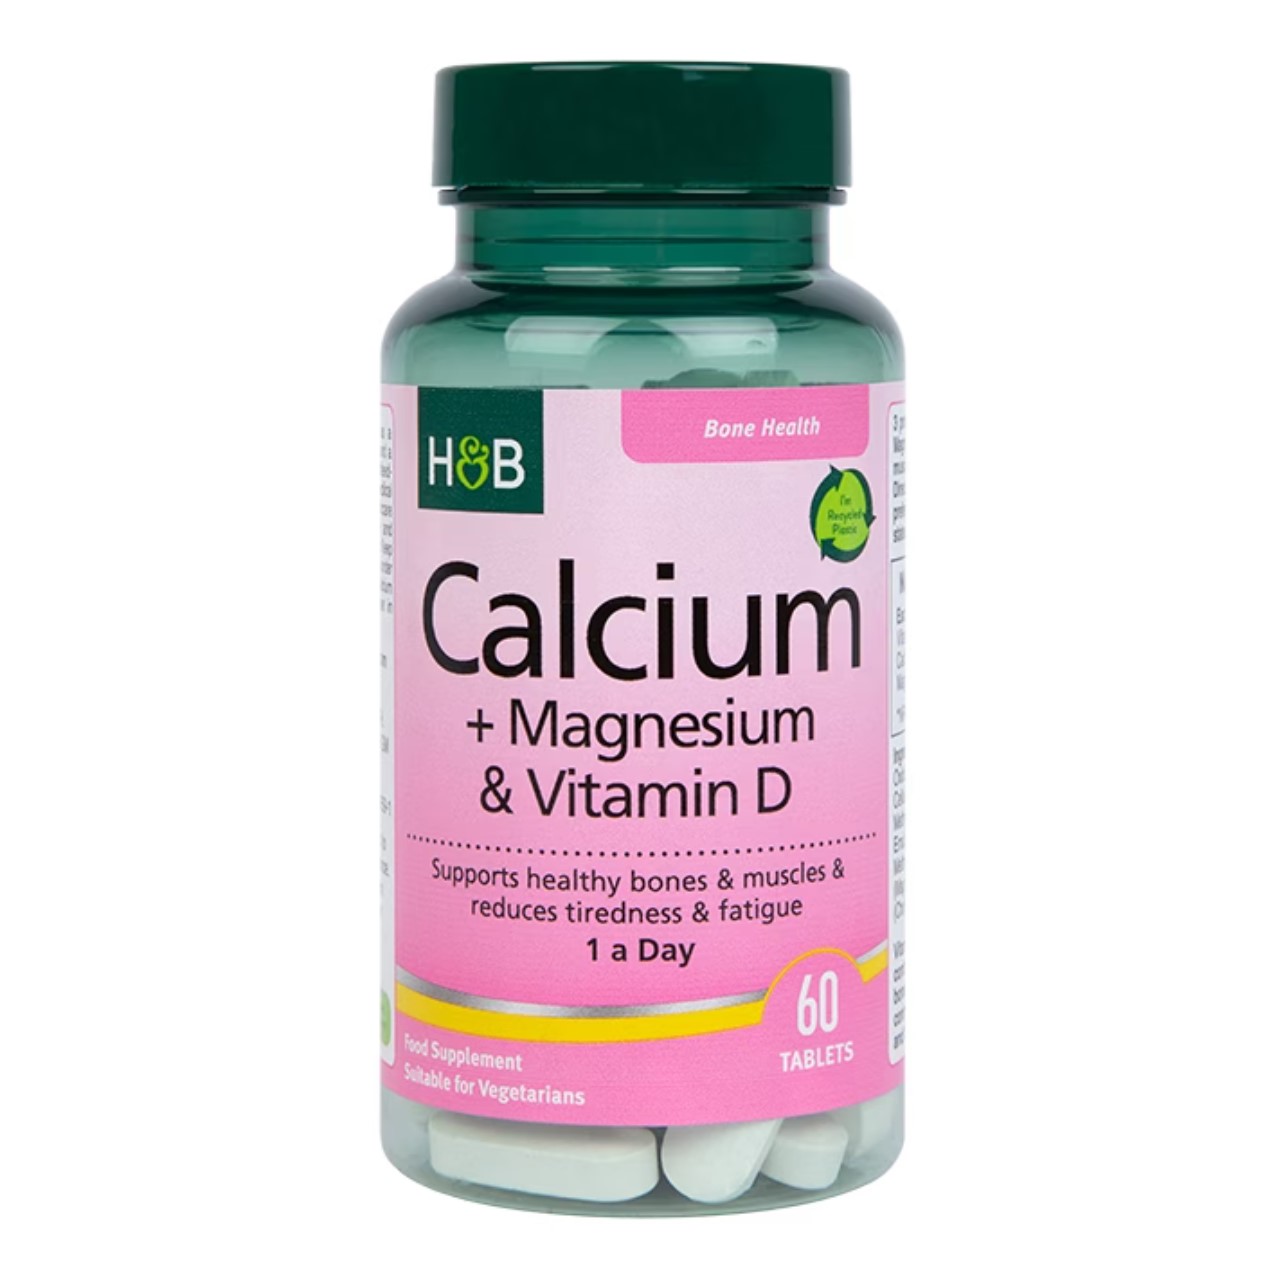 H&B
Bone Health
I'm
Recycled
Plastic
Calcium
+ Magnesium
& Vitamin D
Supports healthy bones & muscles &
reduces tiredness & fatigue
1 a Day
60
TABLETS
Food Supplement
Suitable for Vegetarians